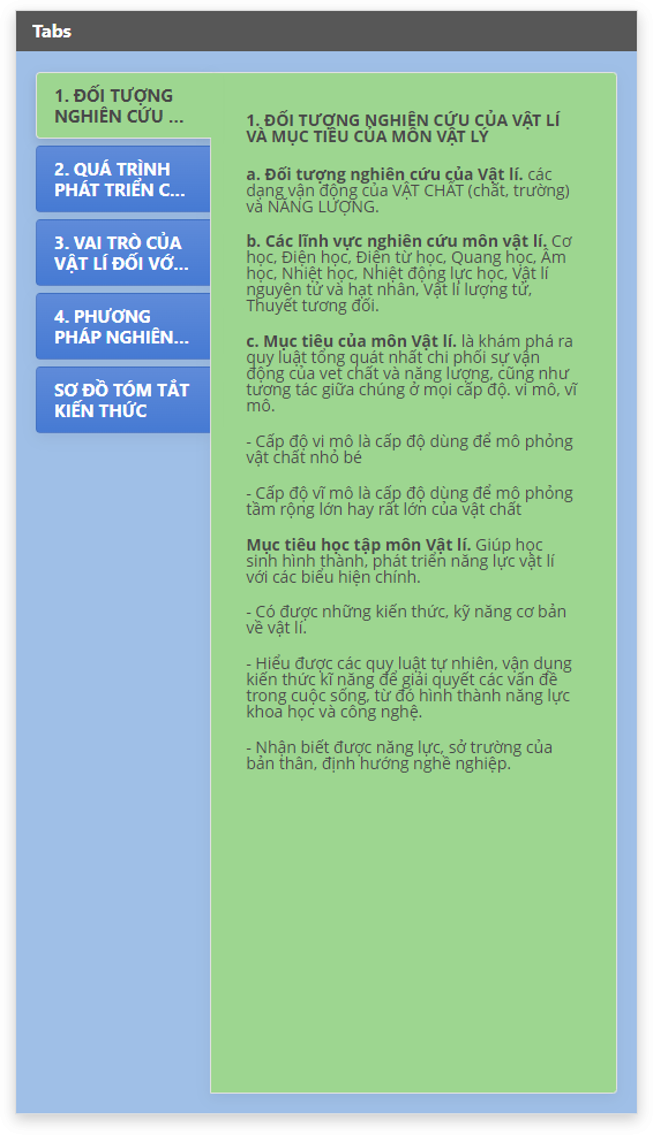 Tabs
1. ĐỐI TƯỢNG
NGHIÊN CỨU ...
2. QUÁ TRÌNH
PHÁT TRIỂN C...
3. VAI TRÒ CỦA
VẬT LÍ ĐỐI VỚ...
4. PHƯƠNG
PHÁP NGHIÊN...
SƠ ĐỒ TÓM TẮT
KIẾN THỨC
1. ĐỐI TƯỢNG NGHIÊN CỨU CỦA VẬT LÍ
VÀ MỤC TIÊU CỦA MÔN VẬT LÝ
a. Đối tượng nghiên cứu của Vật lí. các
dạng vận động của VẬT CHẤT (chất, trường)
và NĂNG LƯỢNG.
b. Các lĩnh vực nghiên cứu môn vật lí. Cơ
học, Điện học, Điện từ học, Quang học, Âm
học, Nhiệt học, Nhiệt động lực học, Vật lí
nguyên tử và hạt nhân, Vật lí lượng tử,
Thuyết tương đối.
c. Mục tiêu của môn Vật lí. là khám phá ra
quy luật tổng quát nhất chi phối sự vận
động của vet chất và năng lượng, cũng như
tương tác giữa chúng ở mọi cấp độ. vi mô, vĩ
mô.
- Cấp độ vi mô là cấp độ dùng để mô phỏng
vật chất nhỏ bé
- Cấp độ vĩ mô là cấp độ dùng để mô phỏng
tầm rộng lớn hay rất lớn của vật chất
Mục tiêu học tập môn Vật lí. Giúp học
sinh hình thành, phát triển năng lực vật lí
với các biểu hiện chính.
- Có được những kiến thức, kỹ năng cơ bản
về vật lí.
- Hiểu được các quy luật tự nhiên, vận dụng
kiến thức kĩ năng để giải quyết các vấn đề
trong cuộc sống, từ đó hình thành năng lực
khoa học và công nghệ.
- Nhận biết được năng lực, sở trường của
bản thân, định hướng nghề nghiệp.